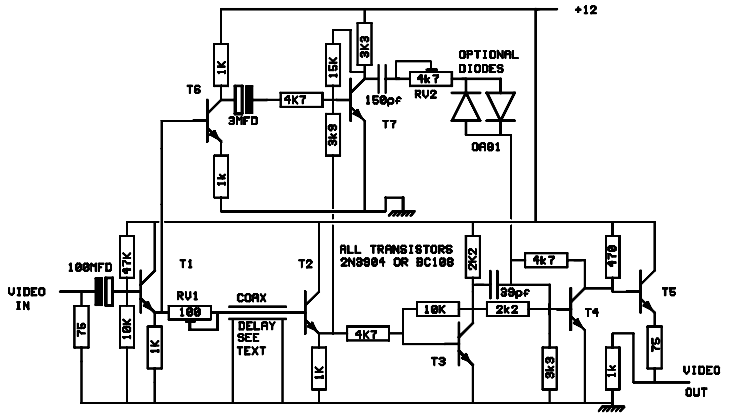 +12
1K
T6
3MFD
4K7
15K
3K3
150pf
4k7
RV2
OPTIONAL
DIODES
T7
3k9
OA81
1k
ALL TRANSISTORS
2N3904 OR BC108
100MFD
47K
T1
T2
2K2
4k7
470
VIDEO
IN
RV1
100
COAX
39pf
T5
75
10K
1K
DELAY
SEE
TEXT
4K7
10K
2k2
T4
T3
1K
3k3
1k
75
VIDEO
OUT